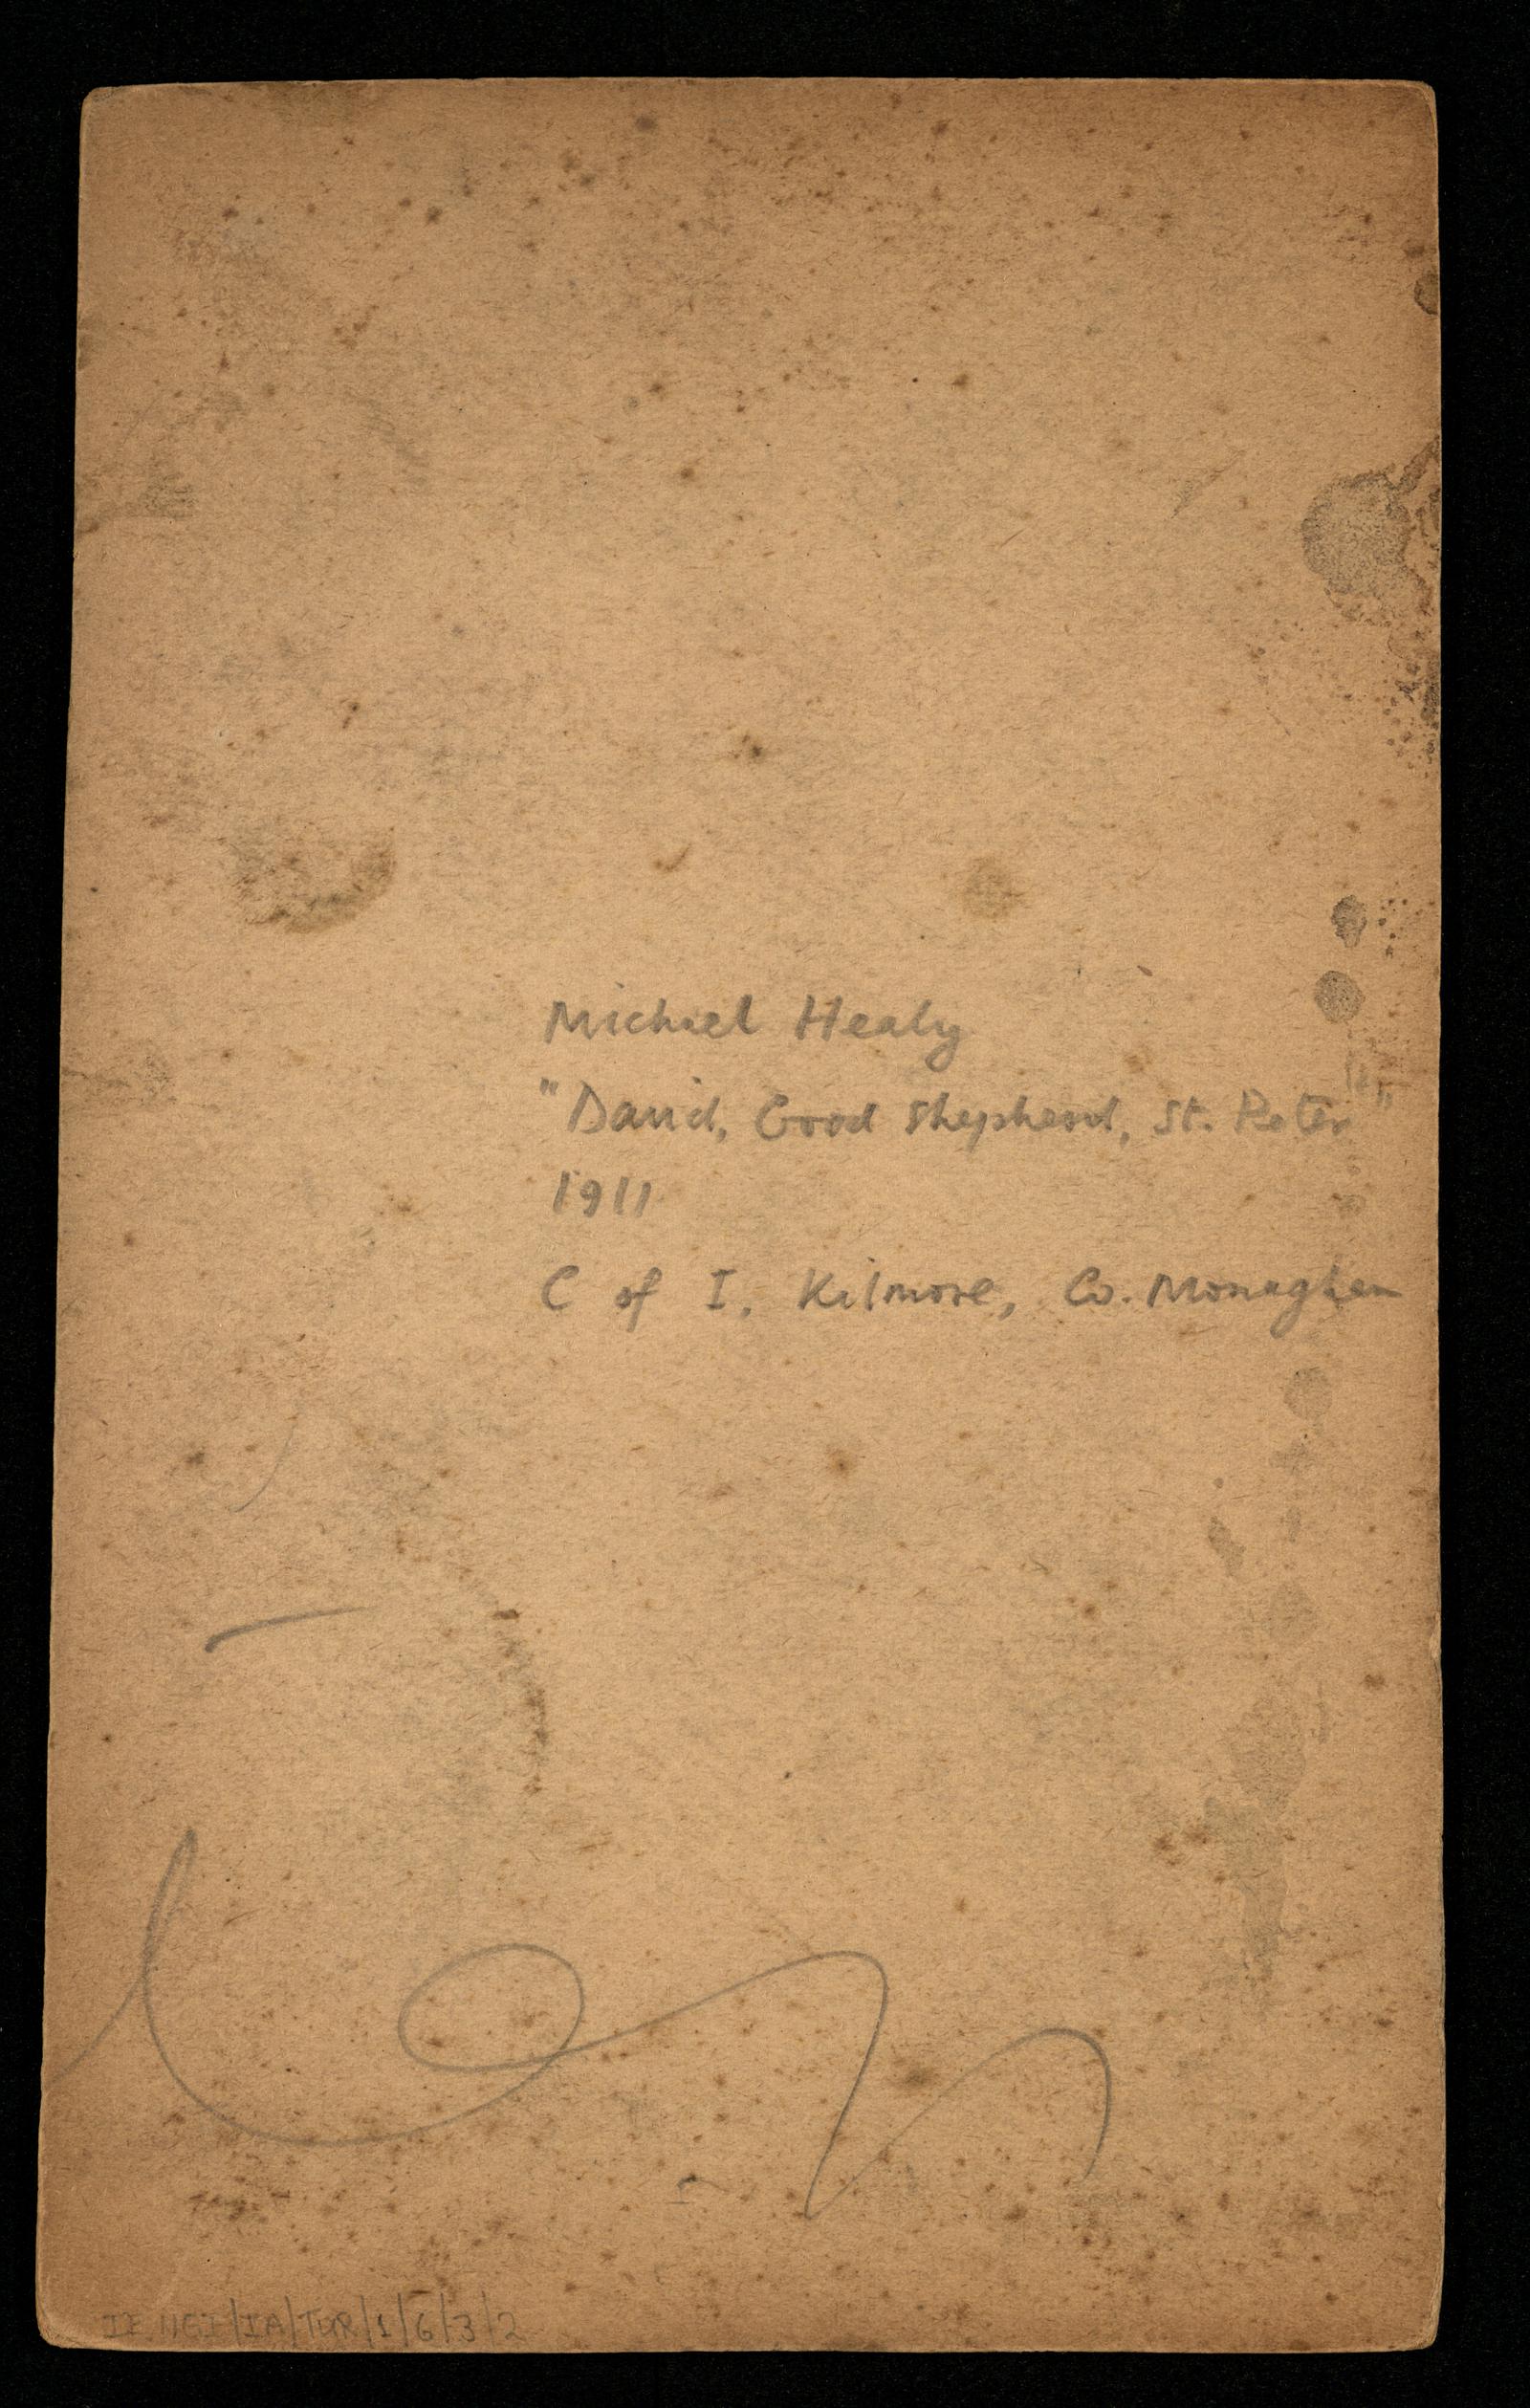 Michael Healy
"David, Good Shepherd, St. Peter"
1911
C of I, Kilmore, Co. Monaghan
IE NCI/IA/TUR/1/6/3/2